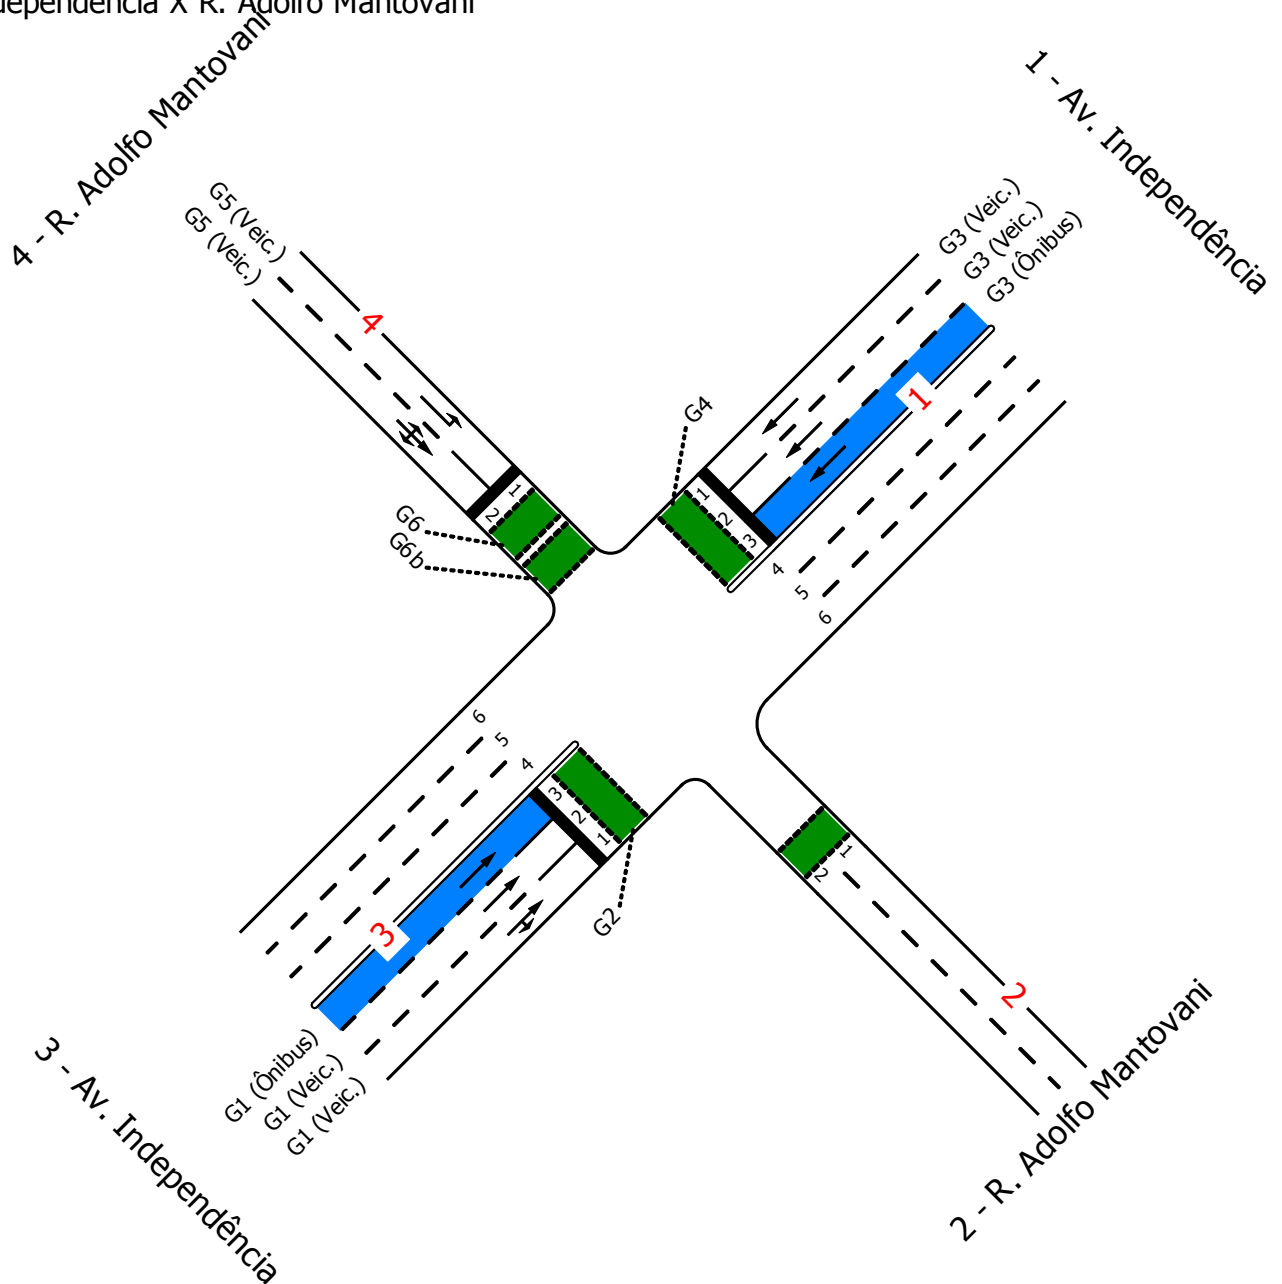 dependência X R. Adolfo Mantovani
4 - R. Adolfo Mantovani
1 - Av. Independência
G5 (Veic.)
G5 (Veic.)
G3 (Veic.)
G3 (Veic.)
G3 (Ônibus)
4
1
G4
1
2
G6
G6b
1
2
3
4
5
6
6
5
4
3
2
1
3
G2
1
2
2
G1 (Ônibus)
G1 (Veic.)
G1 (Veic.)
3 - Av. Independência
2 - R. Adolfo Mantovani